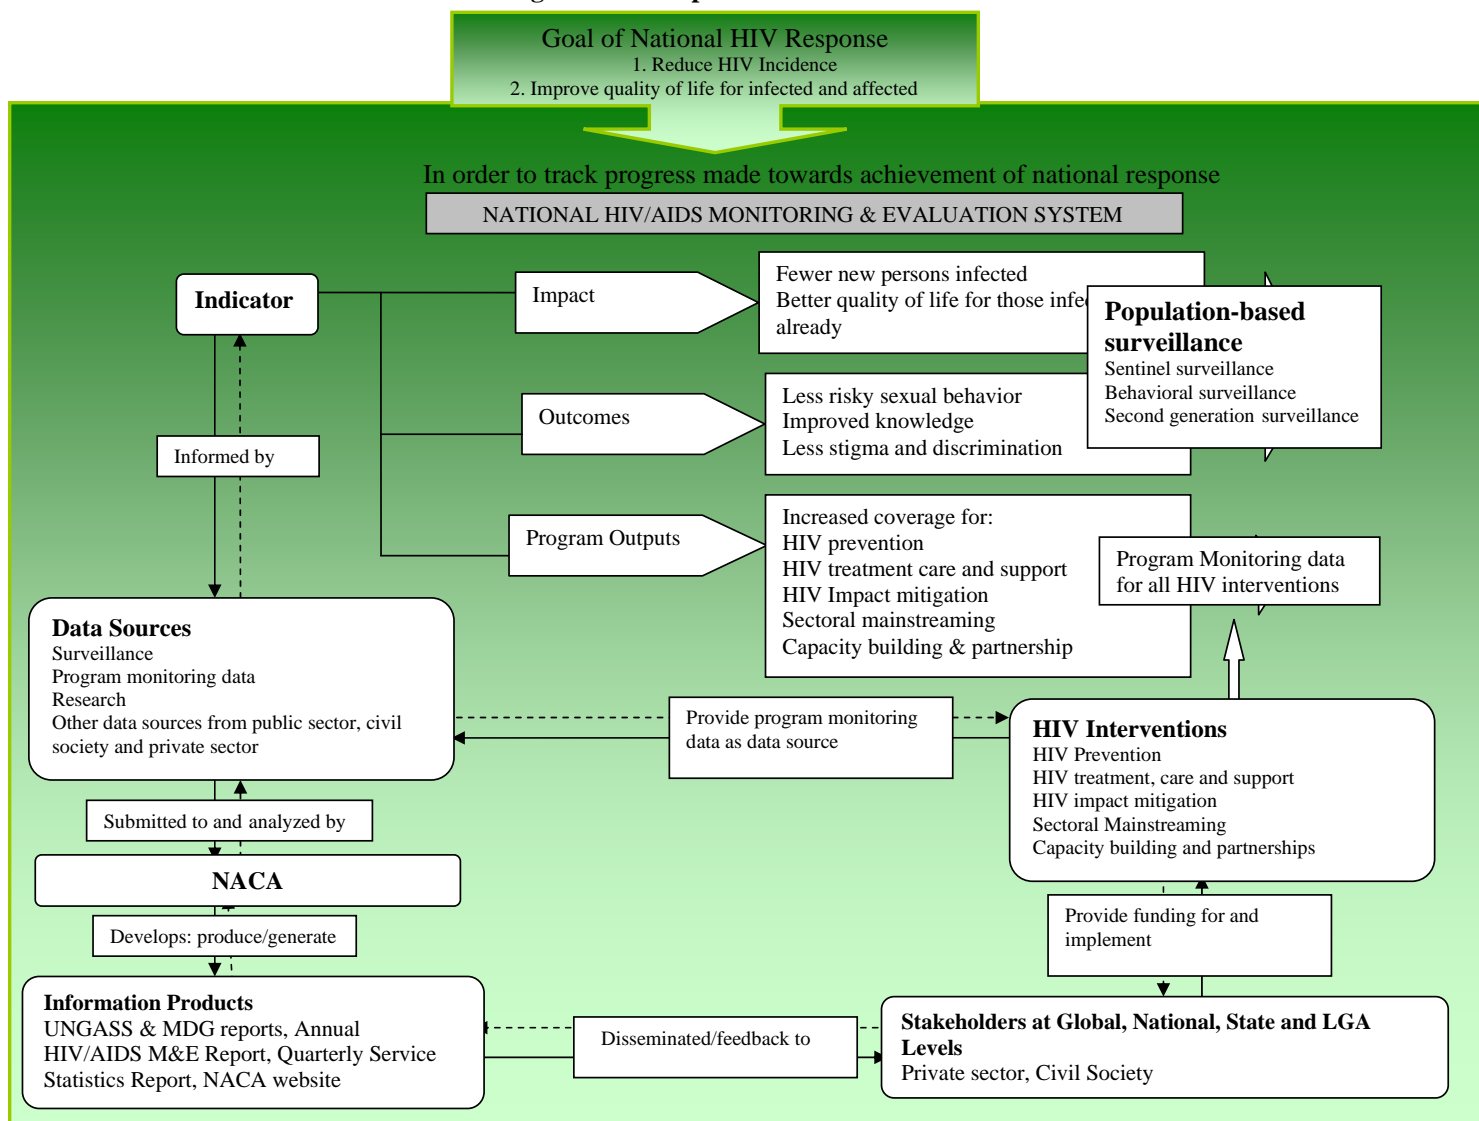 Goal of National HIV Response
1. Reduce HIV Incidence
2. Improve quality of life for infected and affected
In order to track progress made towards achievement of national response
NATIONAL HIV/AIDS MONITORING & EVALUATION SYSTEM
Indicator
Impact
Fewer new persons infected
Better quality of life for those infec
already
Population-based
surveillance
Sentinel surveillance
Behavioral surveillance
Second generation surveillance
Outcomes
Less risky sexual behavior
Improved knowledge
Less stigma and discrimination
Informed by
Program Outputs
Increased coverage for:
HIV prevention
HIV treatment care and support
HIV Impact mitigation
Sectoral mainstreaming
Capacity building & partnership
Program Monitoring data
for all HIV interventions
Data Sources
Surveillance
Program monitoring data
Research
Other data sources from public sector, civil
society and private sector
Provide program monitoring
data as data source
HIV Interventions
HIV Prevention
HIV treatment, care and support
HIV impact mitigation
Sectoral Mainstreaming
Capacity building and partnerships
Submitted to and analyzed by
NACA
Develops: produce/generate
Provide funding for and
implement
Information Products
UNGASS & MDG reports, Annual
HIV/AIDS M&E Report, Quarterly Service
Statistics Report, NACA website
Disseminated/feedback to
Stakeholders at Global, National, State and LGA
Levels
Private sector, Civil Society